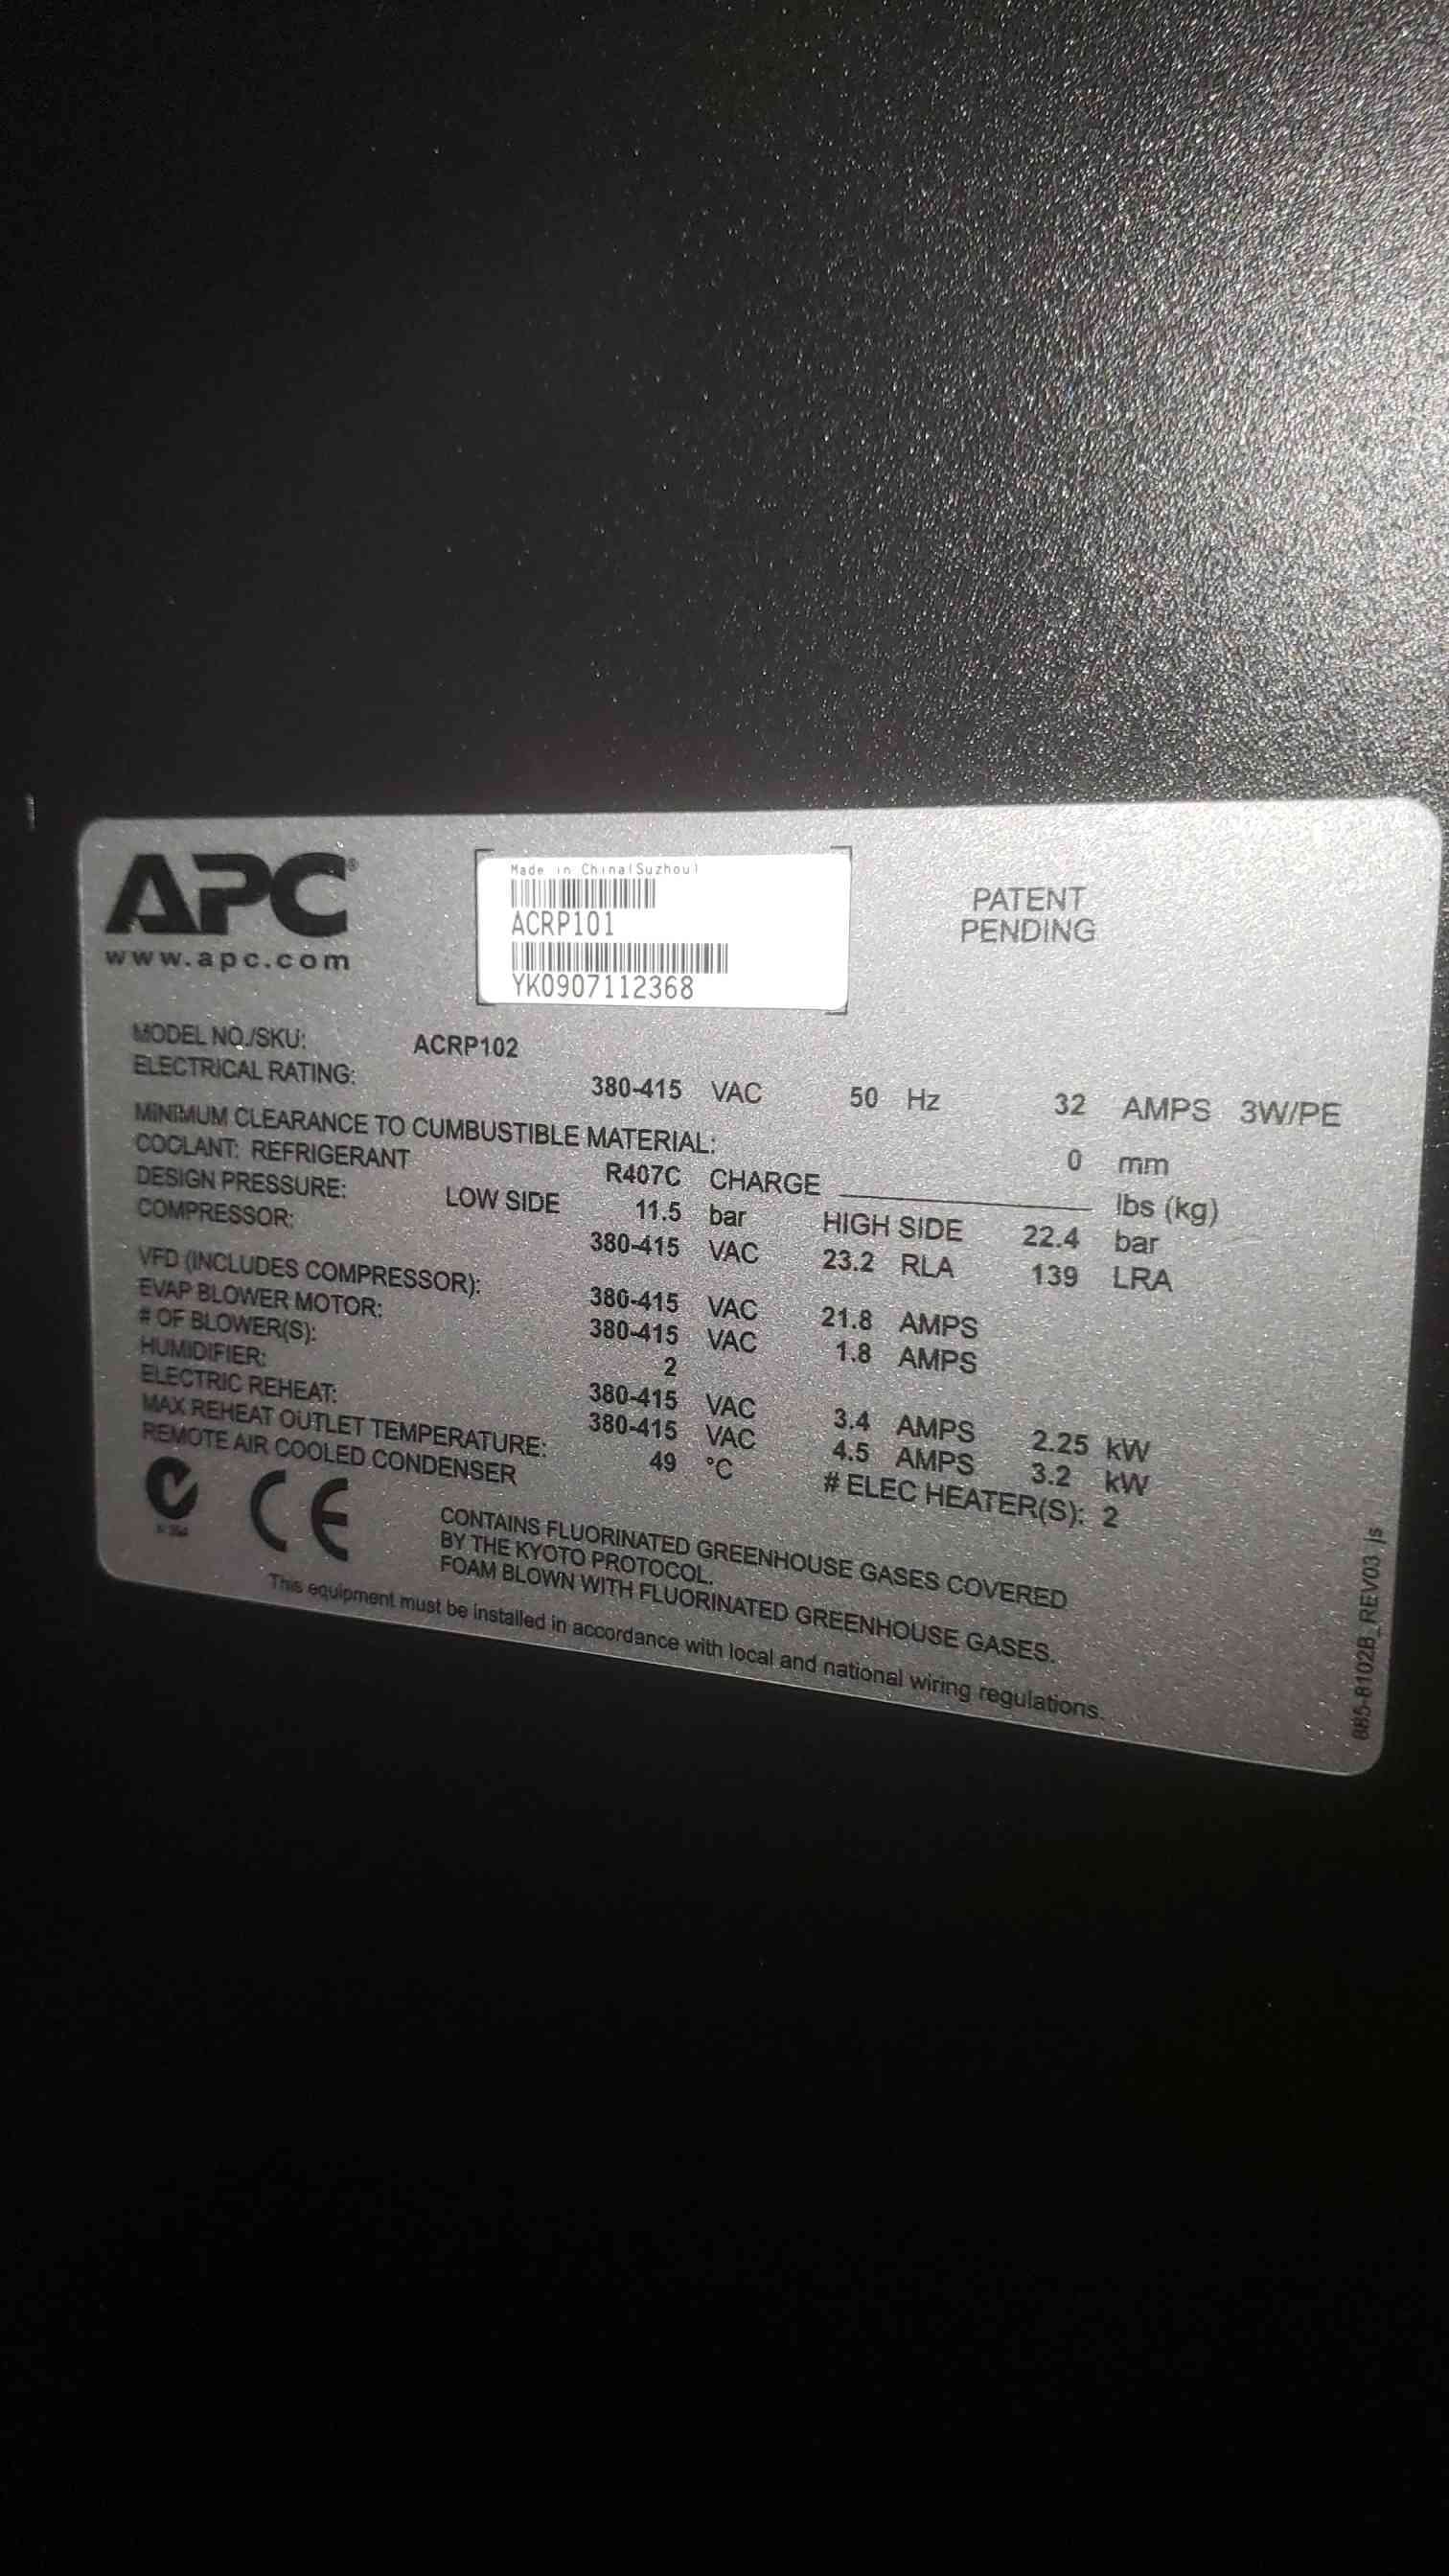 APC®
www.apc.com
Made in China(Suzhou)
ACRP101
YK0907112368
PATENT
PENDING
MODEL NO./SKU: ACRP102
ELECTRICAL RATING: 380-415 VAC 50 Hz 32 AMPS 3W/PE
MINIMUM CLEARANCE TO CUMBUSTIBLE MATERIAL: 0 mm
COOLANT: REFRIGERANT R407C CHARGE ____ lbs (kg)
DESIGN PRESSURE: LOW SIDE 11.5 bar HIGH SIDE 22.4 bar
COMPRESSOR: 380-415 VAC 23.2 RLA 139 LRA
VFD (INCLUDES COMPRESSOR): 380-415 VAC 21.8 AMPS
EVAP BLOWER MOTOR: 380-415 VAC 1.8 AMPS
# OF BLOWER(S): 2
HUMIDIFIER: 380-415 VAC 3.4 AMPS 2.25 kW
ELECTRIC REHEAT: 380-415 VAC 4.5 AMPS 3.2 kW
MAX REHEAT OUTLET TEMPERATURE: 49 °C # ELEC HEATER(S): 2
REMOTE AIR COOLED CONDENSER
CE
CONTAINS FLUORINATED GREENHOUSE GASES COVERED
BY THE KYOTO PROTOCOL.
FOAM BLOWN WITH FLUORINATED GREENHOUSE GASES.
This equipment must be installed in accordance with local and national wiring regulations.
885-8102B_REV03 js